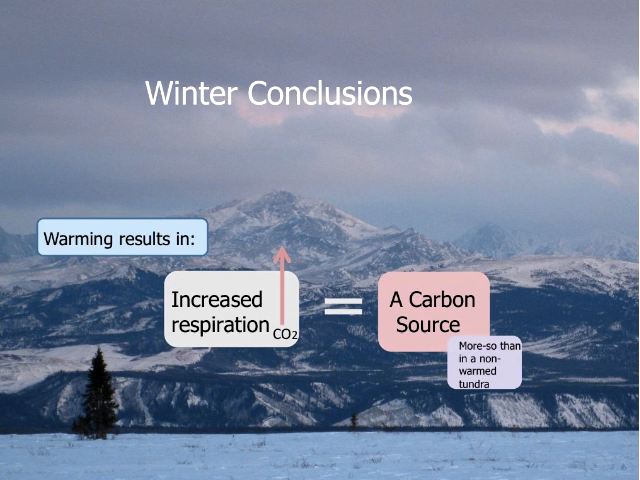 Winter Conclusions
Warming results in:
Increased
respiration
CO2
=
A Carbon
Source
More-so than
in a non-
warmed
tundra